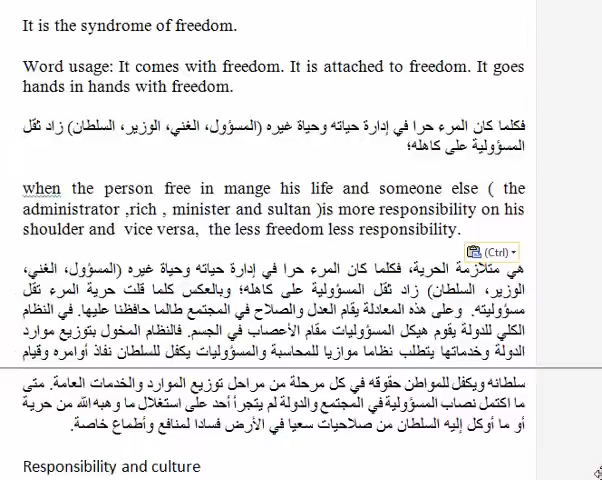 It is the syndrome of freedom.
Word usage: It comes with freedom. It is attached to freedom. It goes
hands in hands with freedom.
فكلما كان المرء حرا في إدارة حياته وحياة غيره (المسؤول، الغني، الوزير، السلطان) زاد ثقل
المسؤولية على كاهله؛
when the person free in mange his life and someone else ( the
administrator ,rich , minister and sultan )is more responsibility on his
shoulder and vice versa, the less freedom less responsibility.
(Ctrl)
هي متلازمة الحرية، فكلما كان المرء حرا في إدارة حياته وحياة غيره (المسؤول، الغني،
الوزير، السلطان) زاد ثقل المسؤولية على كاهله؛ وبالعكس كلما قلت حرية المرء تقل
مسؤوليته. وعلى هذه المعادلة يقام العدل والصلاح في المجتمع طالما حافظنا عليها. في النظام
الكلي للدولة يقوم هيكل المسؤوليات مقام الأعصاب في الجسم. فالنظام المخول بتوزيع موارد
الدولة وخدماتها يتطلب نظاما موازيا للمحاسبة والمسؤوليات يكفل للسلطان نفاذ أوامره وقيام
سلطانه ويكفل للمواطن حقوقه في كل مرحلة من مراحل توزيع الموارد والخدمات العامة. متى
ما اكتمل نصاب المسؤولية في المجتمع والدولة لم يتجرأ أحد على استغلال ما وهبه الله من حرية
أو ما أوكل إليه السلطان من صلاحيات سعيا في الأرض فسادا لمنافع وأطماع خاصة.
Responsibility and culture